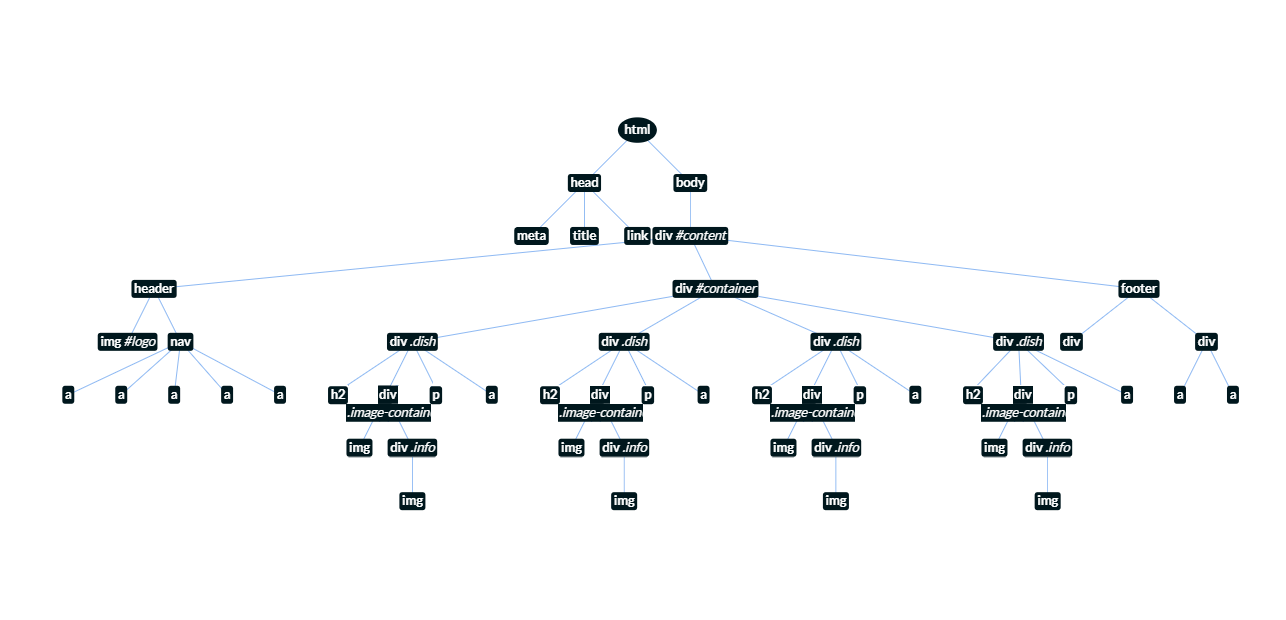 html
head body
meta title link div #content
header div #container footer
img #logo nav div .dish div .dish div .dish div .dish div div
a a a a a h2 div p a h2 div p a h2 div p a h2 div p a a a
.image-contain .image-contain .image-contain .image-contain
img div .info img div .info img div .info img div .info
img img img img